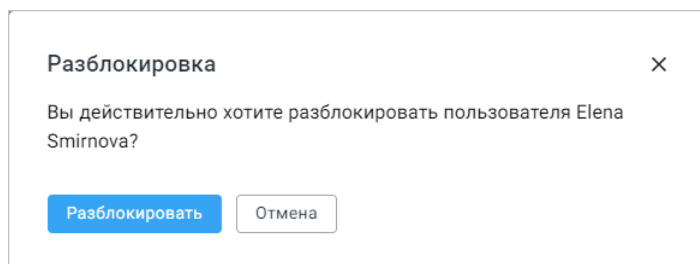 Разблокировка
Вы действительно хотите разблокировать пользователя Elena
Smirnova?
Разблокировать
Отмена